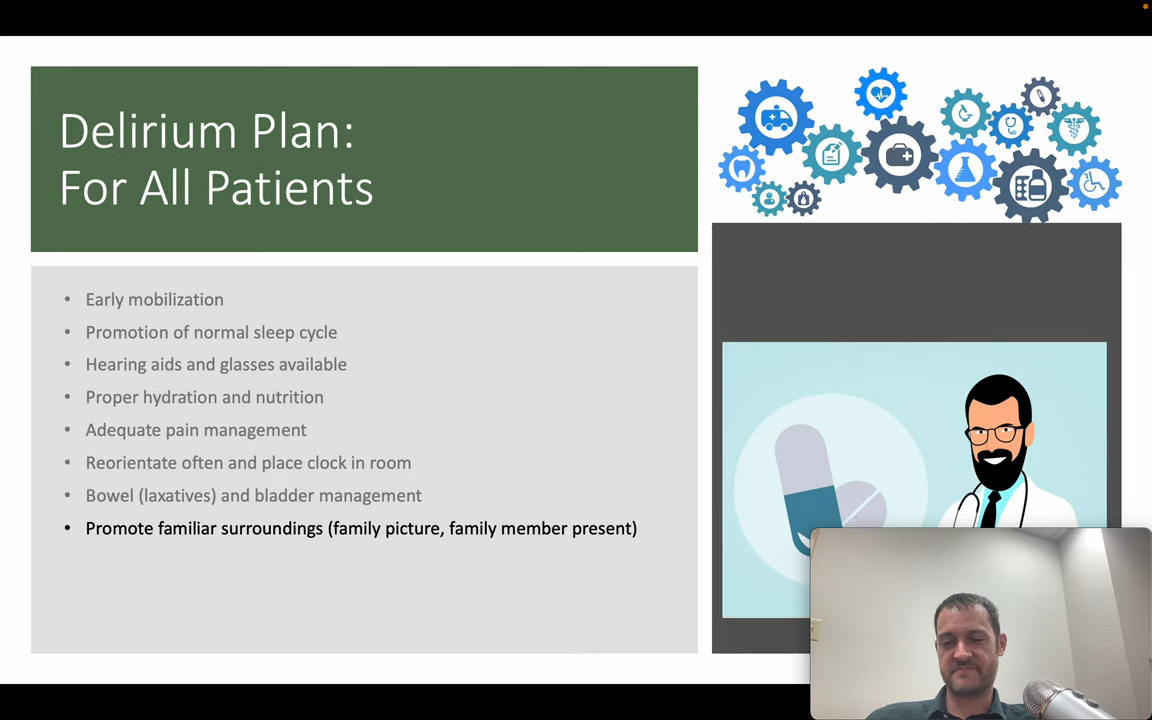 Delirium Plan:
For All Patients
• Early mobilization
• Promotion of normal sleep cycle
• Hearing aids and glasses available
• Proper hydration and nutrition
• Adequate pain management
• Reorientate often and place clock in room
• Bowel (laxatives) and bladder management
• Promote familiar surroundings (family picture, family member present)